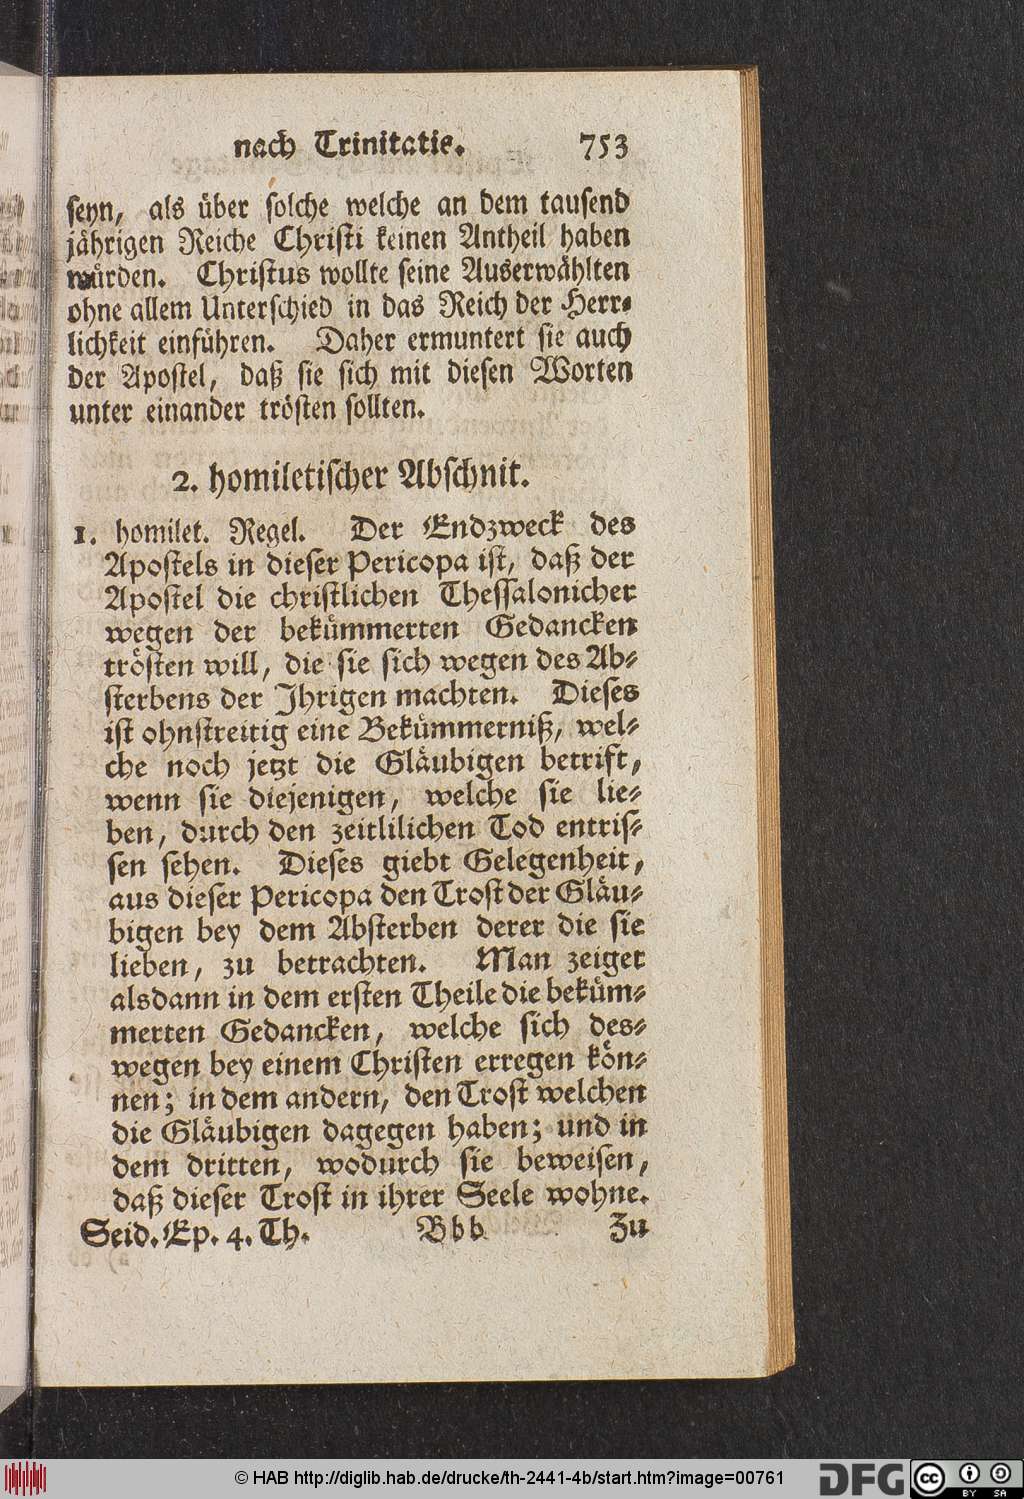 nach Trinitatis. 753
seyn, als über solche welche an dem tausend
jährigen Reiche Christi keinen Antheil haben
würden. Christus wollte seine Auserwählten
ohne allem Unterschied in das Reich der Herr-
lichkeit einführen. Daher ermuntert sie auch
der Apostel, daß sie sich mit diesen Worten
unter einander trösten sollten.
2. homiletischer Abschnit.
1. homilet. Regel. Der Endzweck des
Apostels in dieser Pericopa ist, daß der
Apostel die christlichen Thessalonicher
wegen der bekümmerten Gedancken
trösten will, die sie sich wegen des Ab-
sterbens der Ihrigen machten. Dieses
ist ohnstreitig eine Bekümmerniß, wel-
che noch jetzt die Gläubigen betrift,
wenn sie diejenigen, welche sie lie-
ben, durch den zeitlilichen Tod entris-
sen sehen. Dieses giebt Gelegenheit,
aus dieser Pericopa den Trost der Gläu-
bigen bey dem Absterben derer die sie
lieben, zu betrachten. Man zeiget
alsdann in dem ersten Theile die beküm-
merten Gedancken, welche sich des-
wegen bey einem Christen erregen kön-
nen; in dem andern, den Trost welchen
die Gläubigen dagegen haben; und in
dem dritten, wodurch sie beweisen,
daß dieser Trost in ihrer Seele wohne.
Seid. Ep. 4. Th. Bbb Zu
© HAB http://diglib.hab.de/drucke/th-2441-4b/start.htm?image=00761
DFG
cc BY SA